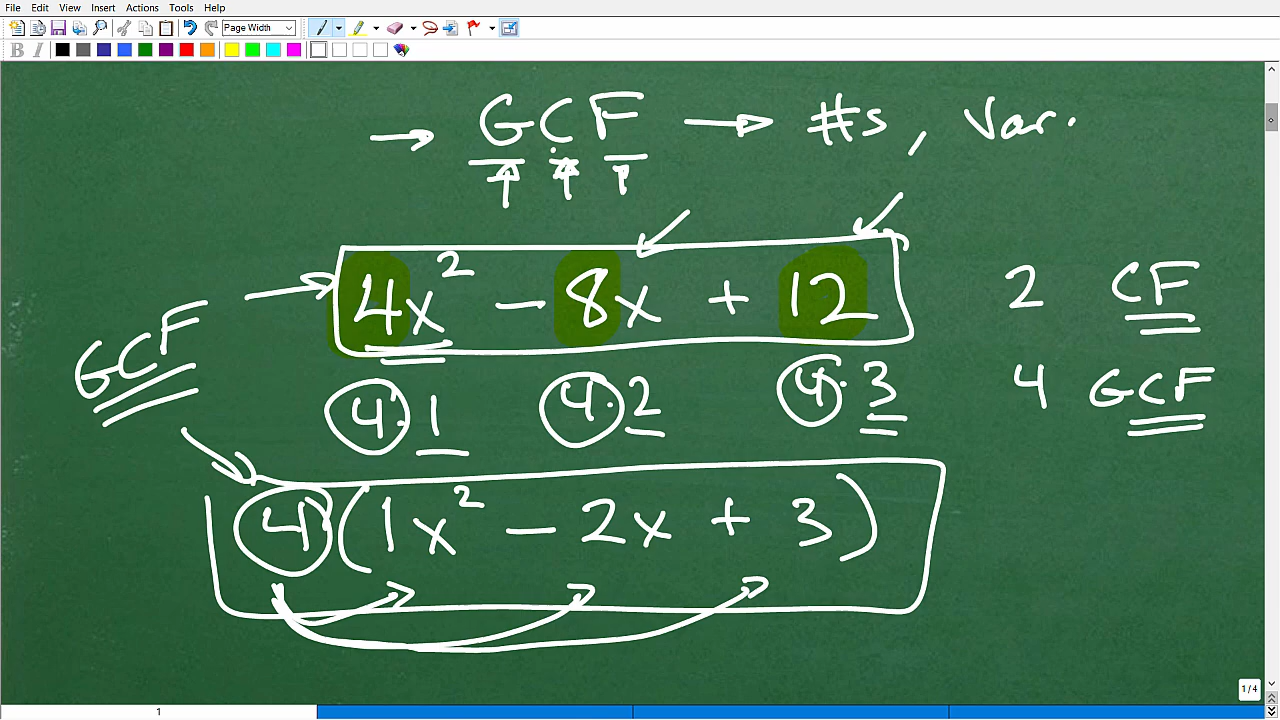 File Edit View Insert Actions Tools Help
Page Width
B I
→ GCF → #s, Var.
4x² - 8x + 12
2 CF
GCF
4·1 4·2 4·3
4 GCF
4(1x² - 2x + 3)
1/4
1